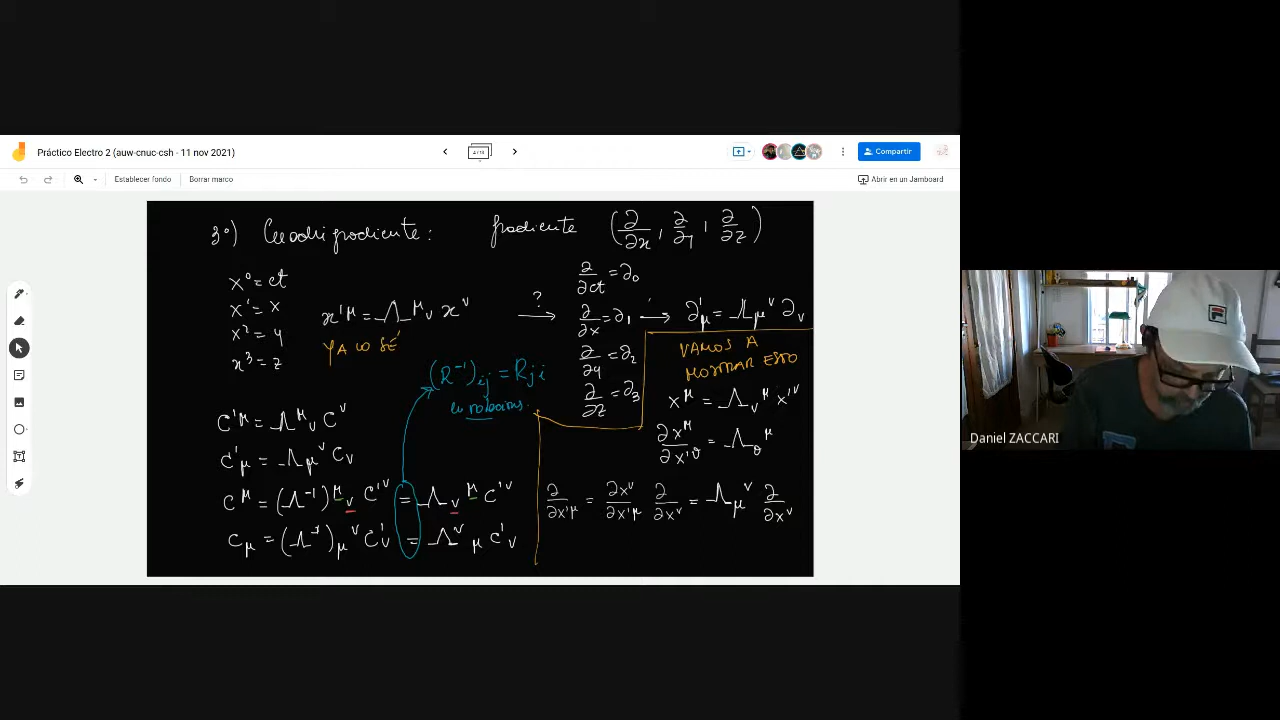 Práctico Electro 2 (auw-cnuc-csh - 11 nov 2021)
4 / 13
Compartir
Establecer fondo
Borrar marco
Abrir en un Jamboard
3°) Cuadrigradiente: gradiente (∂/∂x, ∂/∂y, ∂/∂z)
x⁰ = ct
x¹ = x
x² = y
x³ = z
x'^μ = Λ^μ_ν x^ν
YA LO SÉ
?
∂/∂ct = ∂₀
∂/∂x = ∂₁ → ∂'_μ = Λ_μ^ν ∂_ν
∂/∂y = ∂₂
∂/∂z = ∂₃
VAMOS A
MOSTRAR ESTO
(R⁻¹)_ij = R_ji
en rotaciones.
C'^μ = Λ^μ_ν C^ν
C'_μ = Λ_μ^ν C_ν
C^μ = (Λ⁻¹)^μ_ν C'^ν = Λ_ν^μ C'^ν
C_μ = (Λ⁻¹)_μ^ν C'_ν = Λ^ν_μ C'_ν
x^μ = Λ_ν^μ x'^ν
∂x^μ/∂x'^θ = Λ_θ^μ
∂/∂x'^μ = ∂x^ν/∂x'^μ ∂/∂x^ν = Λ_μ^ν ∂/∂x^ν
Daniel ZACCARI
FILA